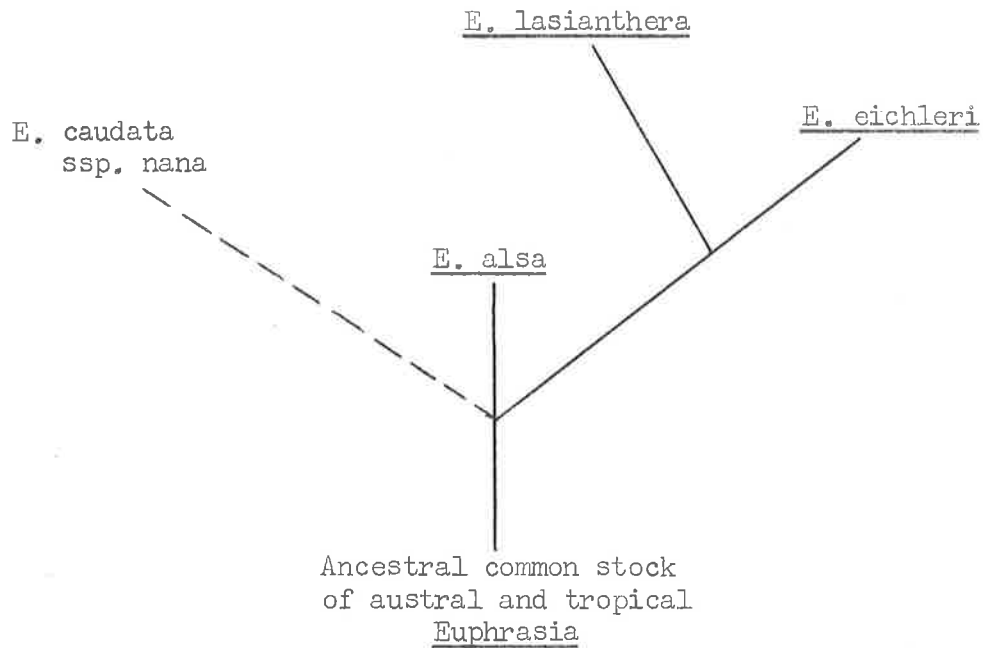 E. lasianthera
E. eichleri
E. caudata
ssp. nana
E. alsa
Ancestral common stock
of austral and tropical
Euphrasia